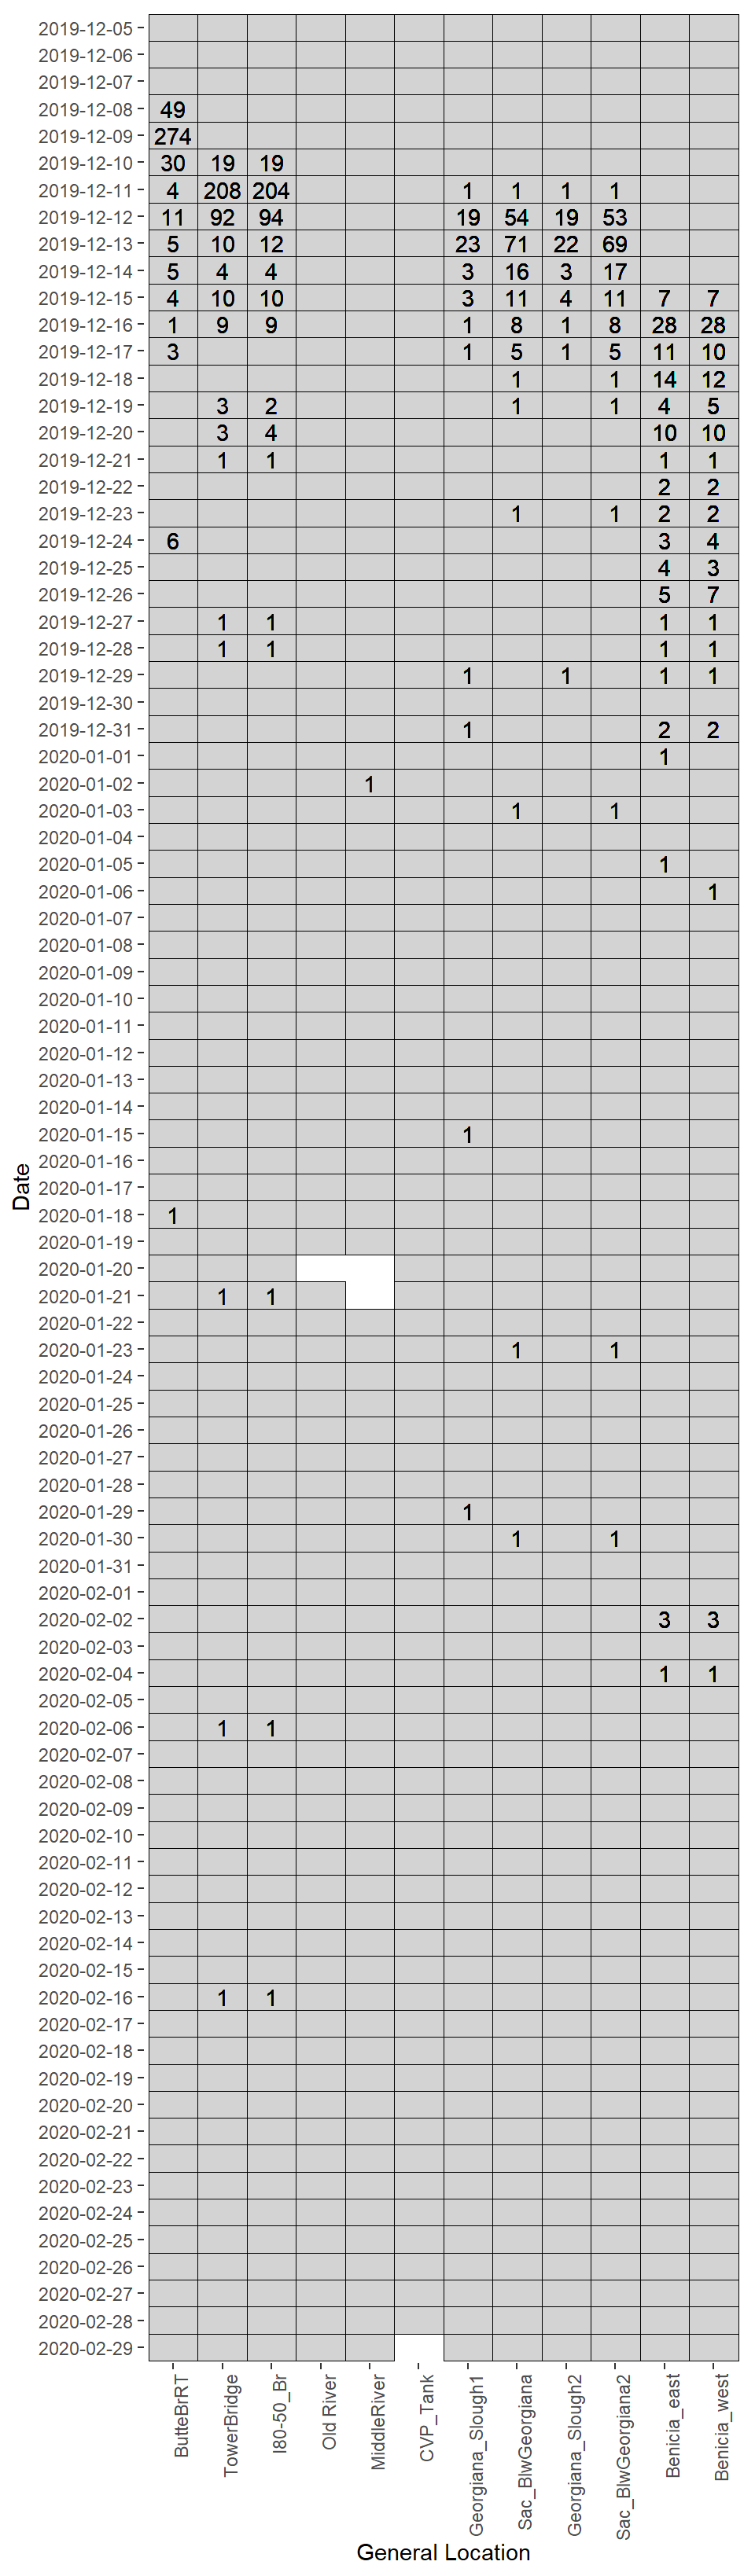 2019-12-05
2019-12-06
2019-12-07
2019-12-08 49
2019-12-09 274
2019-12-10 30 19 19
2019-12-11 4 208 204 1 1 1 1
2019-12-12 11 92 94 19 54 19 53
2019-12-13 5 10 12 23 71 22 69
2019-12-14 5 4 4 3 16 3 17
2019-12-15 4 10 10 3 11 4 11 7 7
2019-12-16 1 9 9 1 8 1 8 28 28
2019-12-17 3 1 5 1 5 11 10
2019-12-18 1 1 14 12
2019-12-19 3 2 1 1 4 5
2019-12-20 3 4 10 10
2019-12-21 1 1 1 1
2019-12-22 2 2
2019-12-23 1 1 2 2
2019-12-24 6 3 4
2019-12-25 4 3
2019-12-26 5 7
2019-12-27 1 1 1 1
2019-12-28 1 1 1 1
2019-12-29 1 1 1 1
2019-12-30
2019-12-31 1 2 2
2020-01-01 1
2020-01-02 1
2020-01-03 1 1
2020-01-04
2020-01-05 1
2020-01-06 1
2020-01-07
2020-01-08
2020-01-09
2020-01-10
2020-01-11
2020-01-12
2020-01-13
2020-01-14
2020-01-15 1
2020-01-16
2020-01-17
2020-01-18 1
2020-01-19
2020-01-20
2020-01-21 1 1
2020-01-22
2020-01-23 1 1
2020-01-24
2020-01-25
2020-01-26
2020-01-27
2020-01-28
2020-01-29 1
2020-01-30 1 1
2020-01-31
2020-02-01
2020-02-02 3 3
2020-02-03
2020-02-04 1 1
2020-02-05
2020-02-06 1 1
2020-02-07
2020-02-08
2020-02-09
2020-02-10
2020-02-11
2020-02-12
2020-02-13
2020-02-14
2020-02-15
2020-02-16 1 1
2020-02-17
2020-02-18
2020-02-19
2020-02-20
2020-02-21
2020-02-22
2020-02-23
2020-02-24
2020-02-25
2020-02-26
2020-02-27
2020-02-28
2020-02-29
Date
ButteBrRT
TowerBridge
I80-50_Br
Old River
MiddleRiver
CVP_Tank
Georgiana_Slough1
Sac_BlwGeorgiana
Georgiana_Slough2
Sac_BlwGeorgiana2
Benicia_east
Benicia_west
General Location